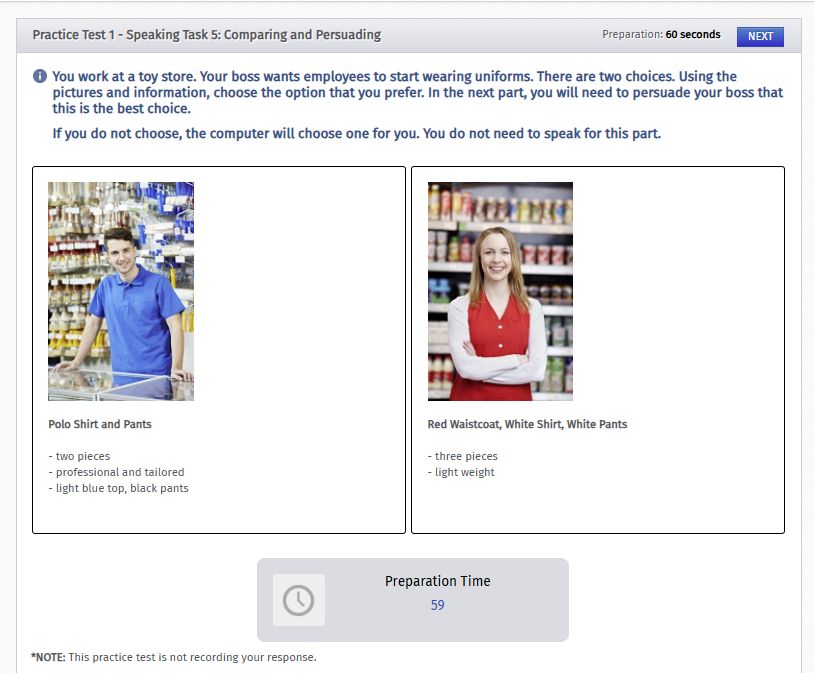 Practice Test 1 - Speaking Task 5: Comparing and Persuading
Preparation: 60 seconds
NEXT
You work at a toy store. Your boss wants employees to start wearing uniforms. There are two choices. Using the
pictures and information, choose the option that you prefer. In the next part, you will need to persuade your boss that
this is the best choice.
If you do not choose, the computer will choose one for you. You do not need to speak for this part.
Polo Shirt and Pants
- two pieces
- professional and tailored
- light blue top, black pants
Red Waistcoat, White Shirt, White Pants
- three pieces
- light weight
Preparation Time
59
*NOTE: This practice test is not recording your response.